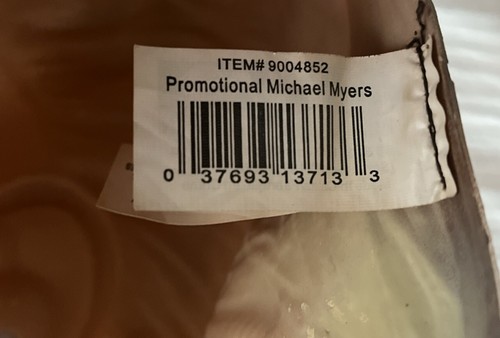 ITEM# 9004852
Promotional Michael Myers
0 37693 13713 3